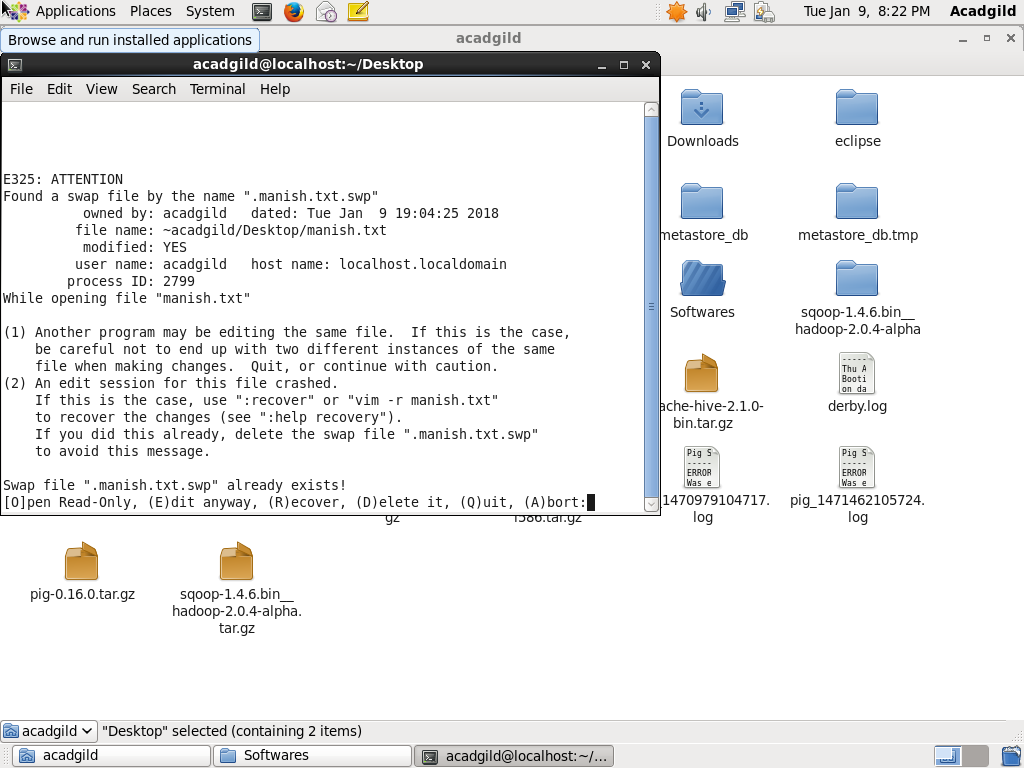 Applications Places System
Tue Jan 9, 8:22 PM Acadgild
Browse and run installed applications
acadgild
acadgild@localhost:~/Desktop
File Edit View Search Terminal Help
E325: ATTENTION
Found a swap file by the name ".manish.txt.swp"
owned by: acadgild dated: Tue Jan 9 19:04:25 2018
file name: ~acadgild/Desktop/manish.txt
modified: YES
user name: acadgild host name: localhost.localdomain
process ID: 2799
While opening file "manish.txt"
(1) Another program may be editing the same file. If this is the case,
be careful not to end up with two different instances of the same
file when making changes. Quit, or continue with caution.
(2) An edit session for this file crashed.
If this is the case, use ":recover" or "vim -r manish.txt"
to recover the changes (see ":help recovery").
If you did this already, delete the swap file ".manish.txt.swp"
to avoid this message.
Swap file ".manish.txt.swp" already exists!
[O]pen Read-Only, (E)dit anyway, (R)ecover, (D)elete it, (Q)uit, (A)bort:
Downloads
eclipse
metastore_db
metastore_db.tmp
Softwares
sqoop-1.4.6.bin__
hadoop-2.0.4-alpha
ache-hive-2.1.0-
bin.tar.gz
Thu A
Booti
on da
derby.log
Pig S
ERROR
Was e
_1470979104717.
log
Pig S
ERROR
Was e
pig_1471462105724.
log
gz
i586.tar.gz
pig-0.16.0.tar.gz
sqoop-1.4.6.bin__
hadoop-2.0.4-alpha.
tar.gz
acadgild
"Desktop" selected (containing 2 items)
acadgild
Softwares
acadgild@localhost:~/...